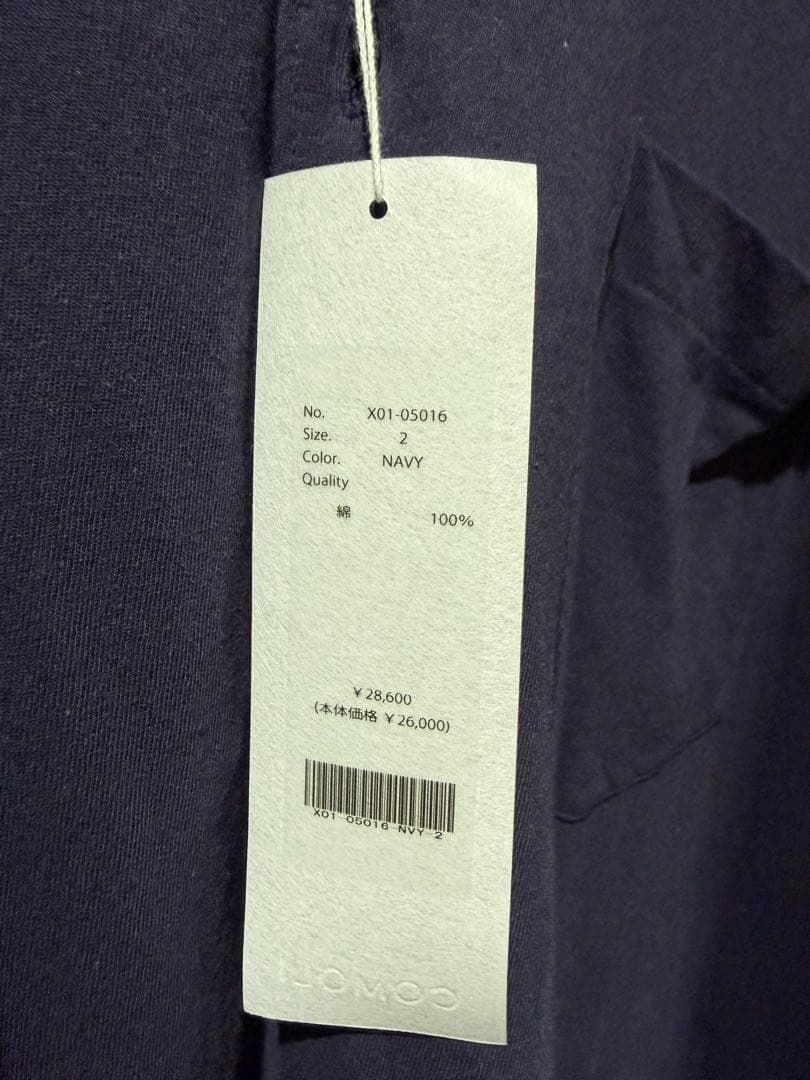 No. X01-05016
Size. 2
Color. NAVY
Quality
綿 100%
¥28,600
(本体価格 ¥26,000)
X01-05016-NVY-2
COMOLI